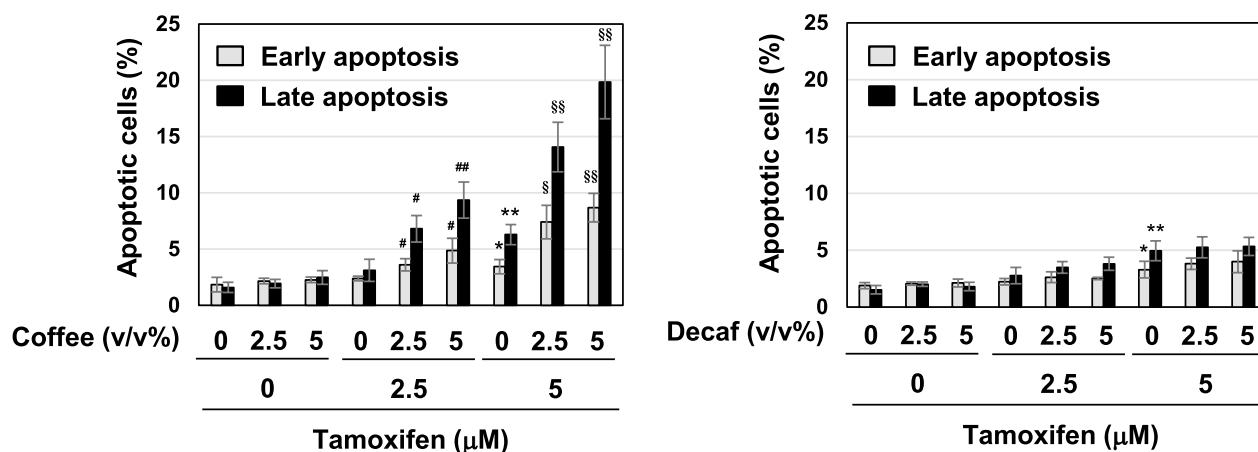 25
20
15
10
5
0
Apoptotic cells (%)
Early apoptosis
Late apoptosis
# # # ## * ** § §§ §§ §§
Coffee (v/v%) 0 2.5 5 0 2.5 5 0 2.5 5
0 2.5 5
Tamoxifen (μM)
25
20
15
10
5
0
Apoptotic cells (%)
Early apoptosis
Late apoptosis
* **
Decaf (v/v%) 0 2.5 5 0 2.5 5 0 2.5 5
0 2.5 5
Tamoxifen (μM)